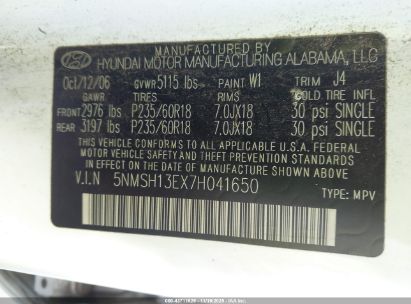 MANUFACTURED BY
HYUNDAI MOTOR MANUFACTURING ALABAMA, LLC
Oct/12/06 GVWR 5115 lbs PAINT W1 TRIM J4
GAWR TIRES RIMS COLD TIRE INFL
FRONT 2976 lbs P235/60R18 7.0JX18 30 psi SINGLE
REAR 3197 lbs P235/60R18 7.0JX18 30 psi SINGLE
THIS VEHICLE CONFORMS TO ALL APPLICABLE U.S. FEDERAL
MOTOR VEHICLE SAFETY, BUMPER, AND THEFT PREVENTION
STANDARDS IN EFFECT ON THE DATE OF MANUFACTURE SHOWN ABOVE.
V.I.N 5NMSH13EX7H041650
TYPE: MPV